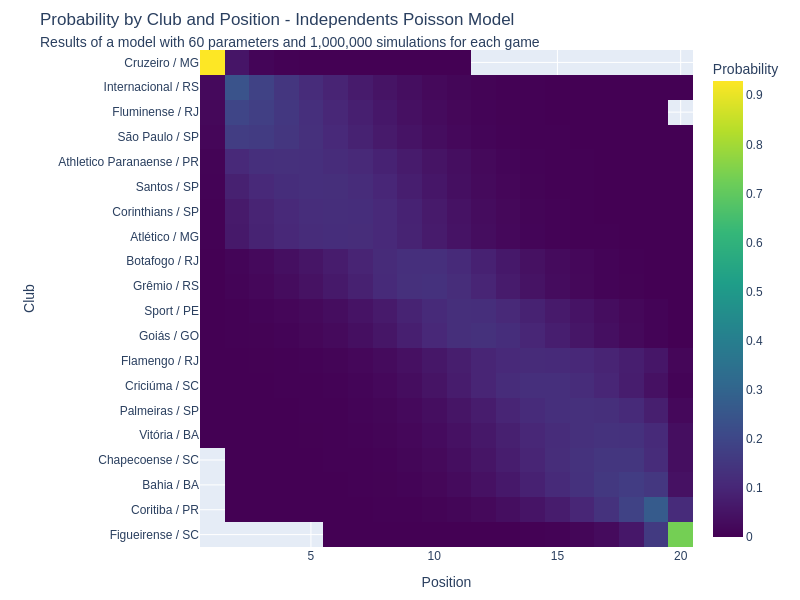 Probability by Club and Position - Independents Poisson Model
Results of a model with 60 parameters and 1,000,000 simulations for each game
Probability
Club
Cruzeiro / MG
Internacional / RS
Fluminense / RJ
São Paulo / SP
Athletico Paranaense / PR
Santos / SP
Corinthians / SP
Atlético / MG
Botafogo / RJ
Grêmio / RS
Sport / PE
Goiás / GO
Flamengo / RJ
Criciúma / SC
Palmeiras / SP
Vitória / BA
Chapecoense / SC
Bahia / BA
Coritiba / PR
Figueirense / SC
0.9
0.8
0.7
0.6
0.5
0.4
0.3
0.2
0.1
0
5
10
15
20
Position